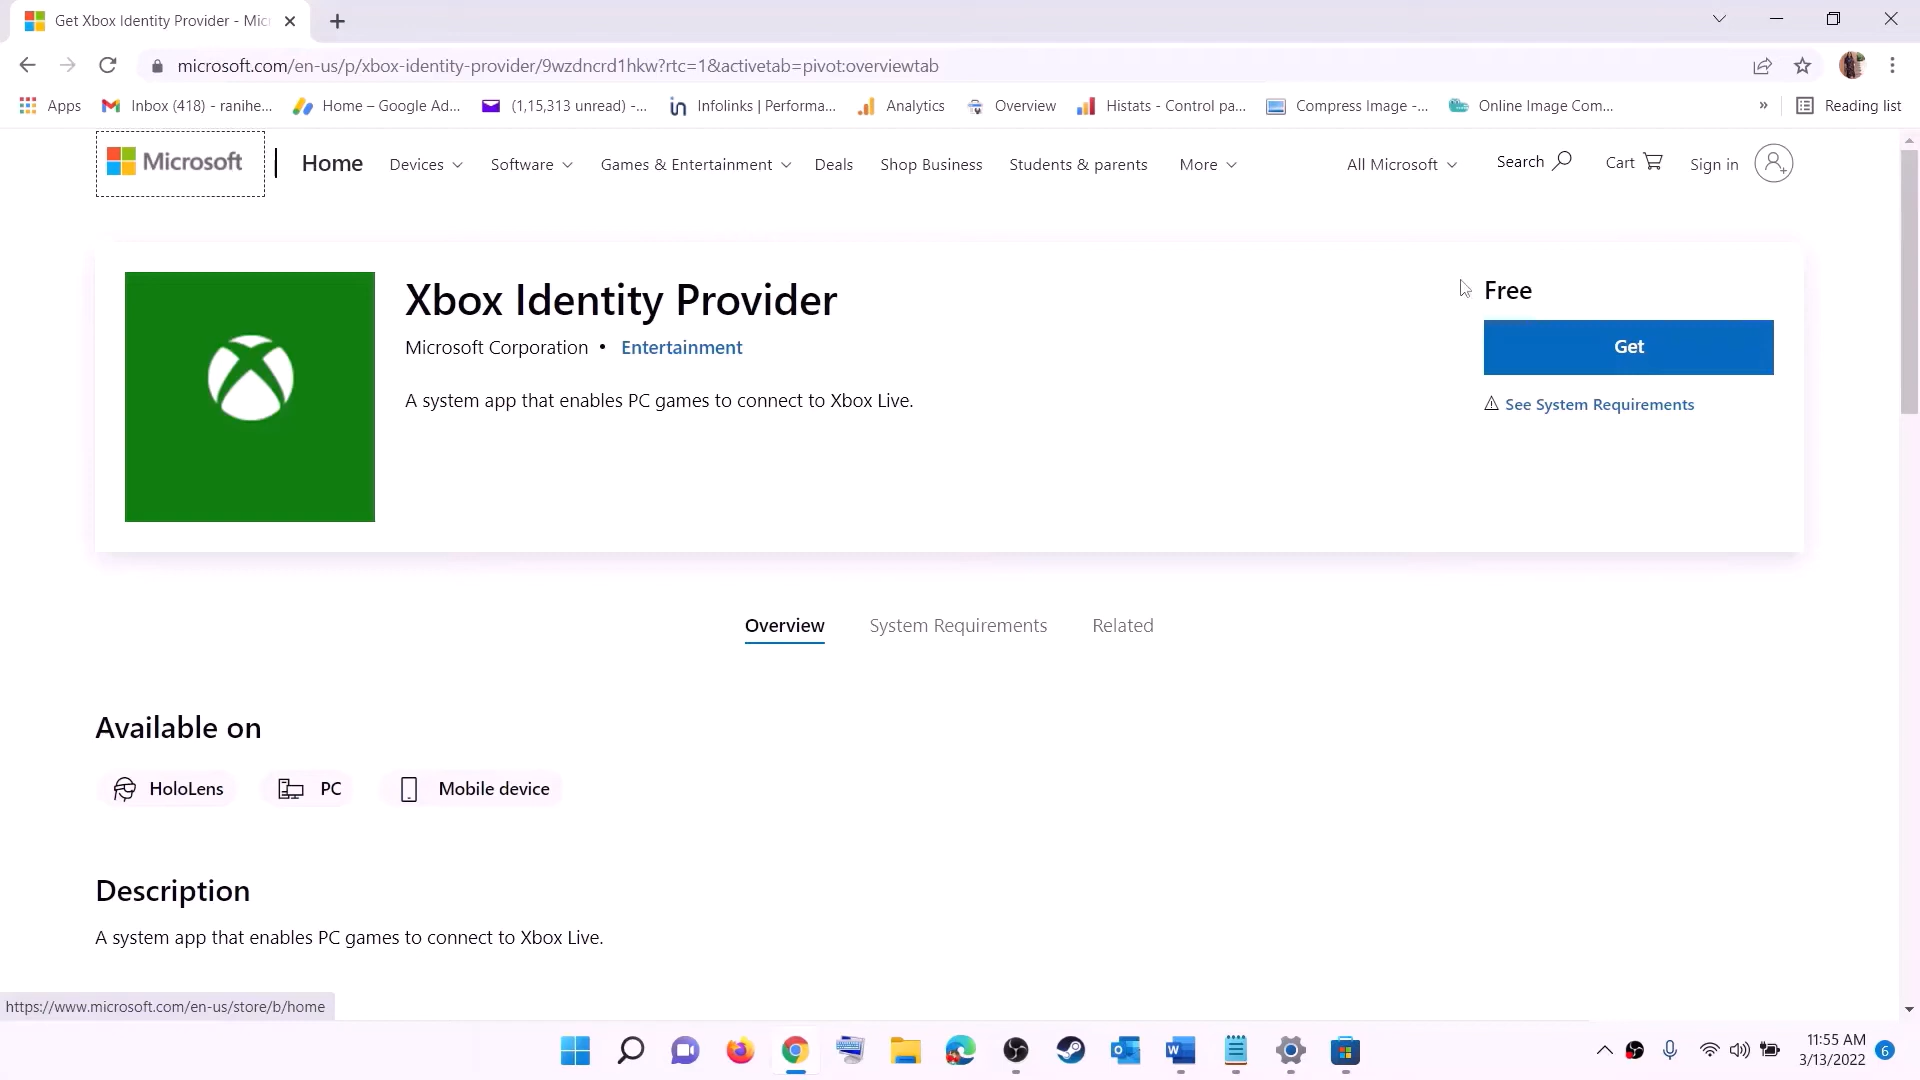 Get Xbox Identity Provider - Mic
microsoft.com/en-us/p/xbox-identity-provider/9wzdncrd1hkw?rtc=1&activetab=pivot:overviewtab
Apps Inbox (418) - ranihe... Home – Google Ad... (1,15,313 unread) -... in Infolinks | Performa... Analytics Overview Histats - Control pa... Compress Image -... Online Image Com... » Reading list
Microsoft Home Devices Software Games & Entertainment Deals Shop Business Students & parents More All Microsoft Search Cart Sign in
Xbox Identity Provider
Microsoft Corporation • Entertainment
A system app that enables PC games to connect to Xbox Live.
Free
Get
See System Requirements
Overview System Requirements Related
Available on
HoloLens PC Mobile device
Description
A system app that enables PC games to connect to Xbox Live.
https://www.microsoft.com/en-us/store/b/home
11:55 AM
3/13/2022 6